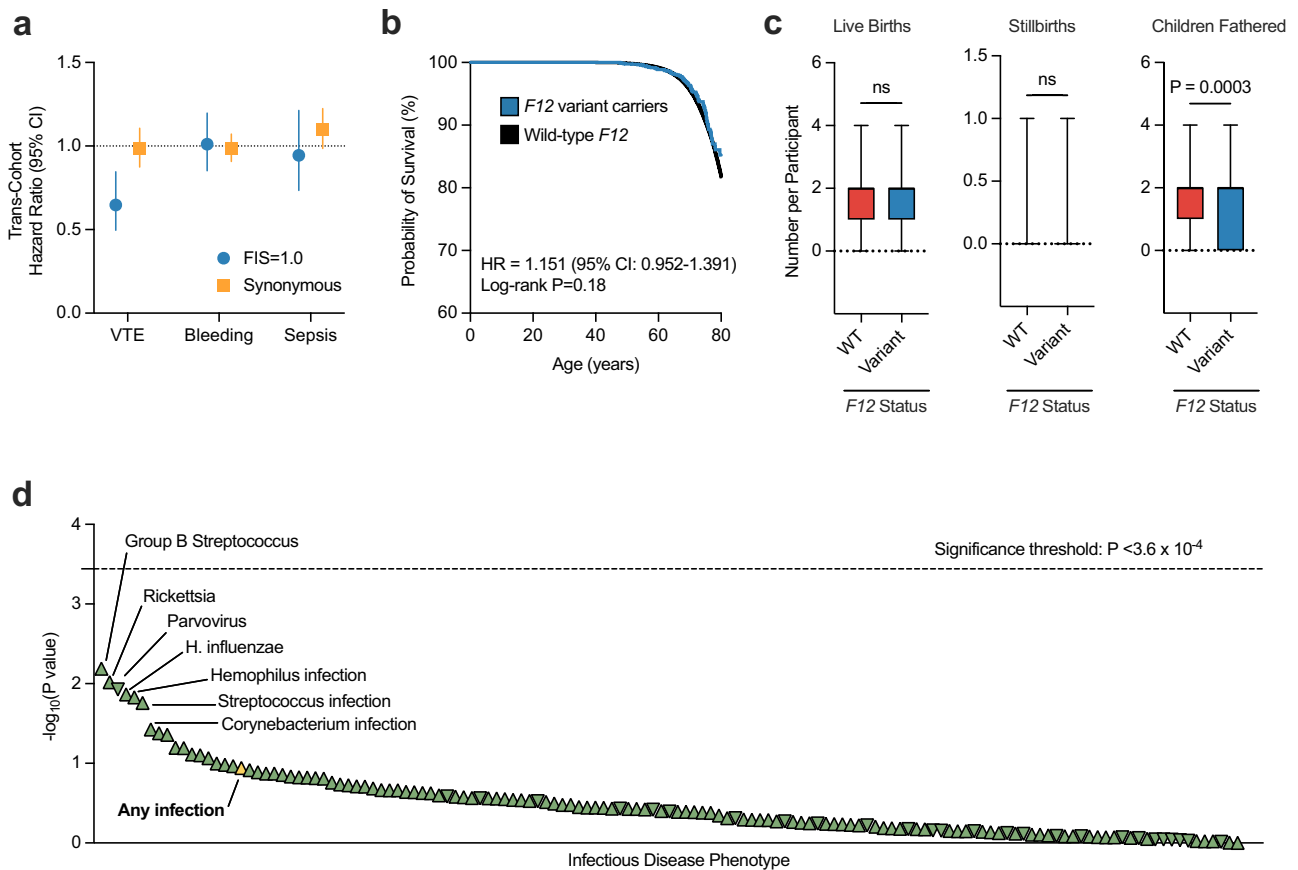 a
1.5
1.0
0.5
0.0
Trans-Cohort
Hazard Ratio (95% CI)
FIS=1.0
Synonymous
VTE
Bleeding
Sepsis
b
100
90
80
70
60
Probability of Survival (%)
F12 variant carriers
Wild-type F12
HR = 1.151 (95% CI: 0.952-1.391)
Log-rank P=0.18
0
20
40
60
80
Age (years)
c
Live Births
6
4
2
0
Number per Participant
ns
WT
Variant
F12 Status
Stillbirths
1.5
1.0
0.5
0.0
ns
WT
Variant
F12 Status
Children Fathered
6
4
2
0
P = 0.0003
WT
Variant
F12 Status
d
4
3
2
1
0
-log10(P value)
Significance threshold: P <3.6 x 10-4
Group B Streptococcus
Rickettsia
Parvovirus
H. influenzae
Hemophilus infection
Streptococcus infection
Corynebacterium infection
Any infection
Infectious Disease Phenotype